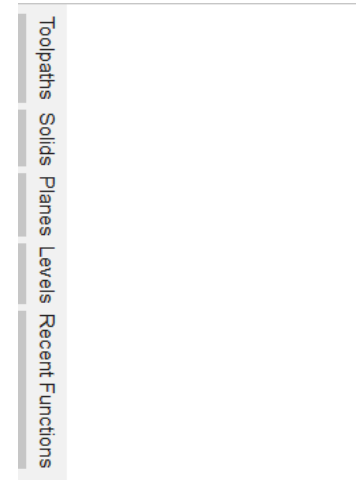 Toolpaths
Solids
Planes
Levels
Recent Functions